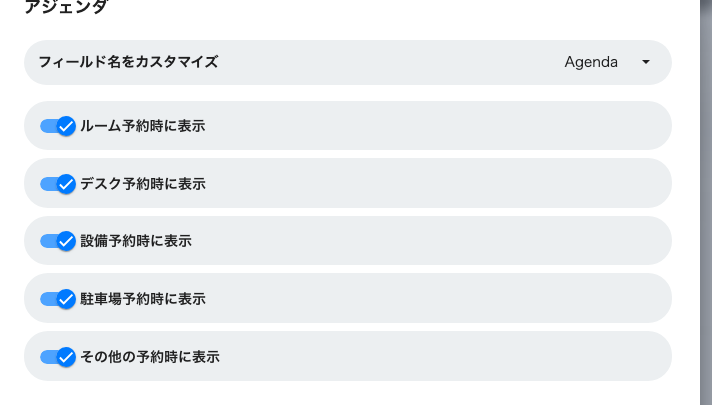 アジェンダ
フィールド名をカスタマイズ Agenda
ルーム予約時に表示
デスク予約時に表示
設備予約時に表示
駐車場予約時に表示
その他の予約時に表示